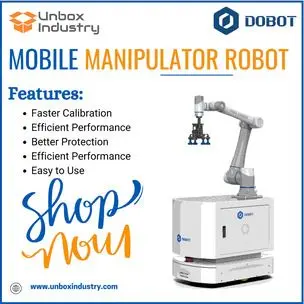 Unbox
Industry
DOBOT
MOBILE MANIPULATOR ROBOT
Features:
Faster Calibration
Efficient Performance
Better Protection
Efficient Performance
Easy to Use
Shop
now
DOBOT
www.unboxindustry.com